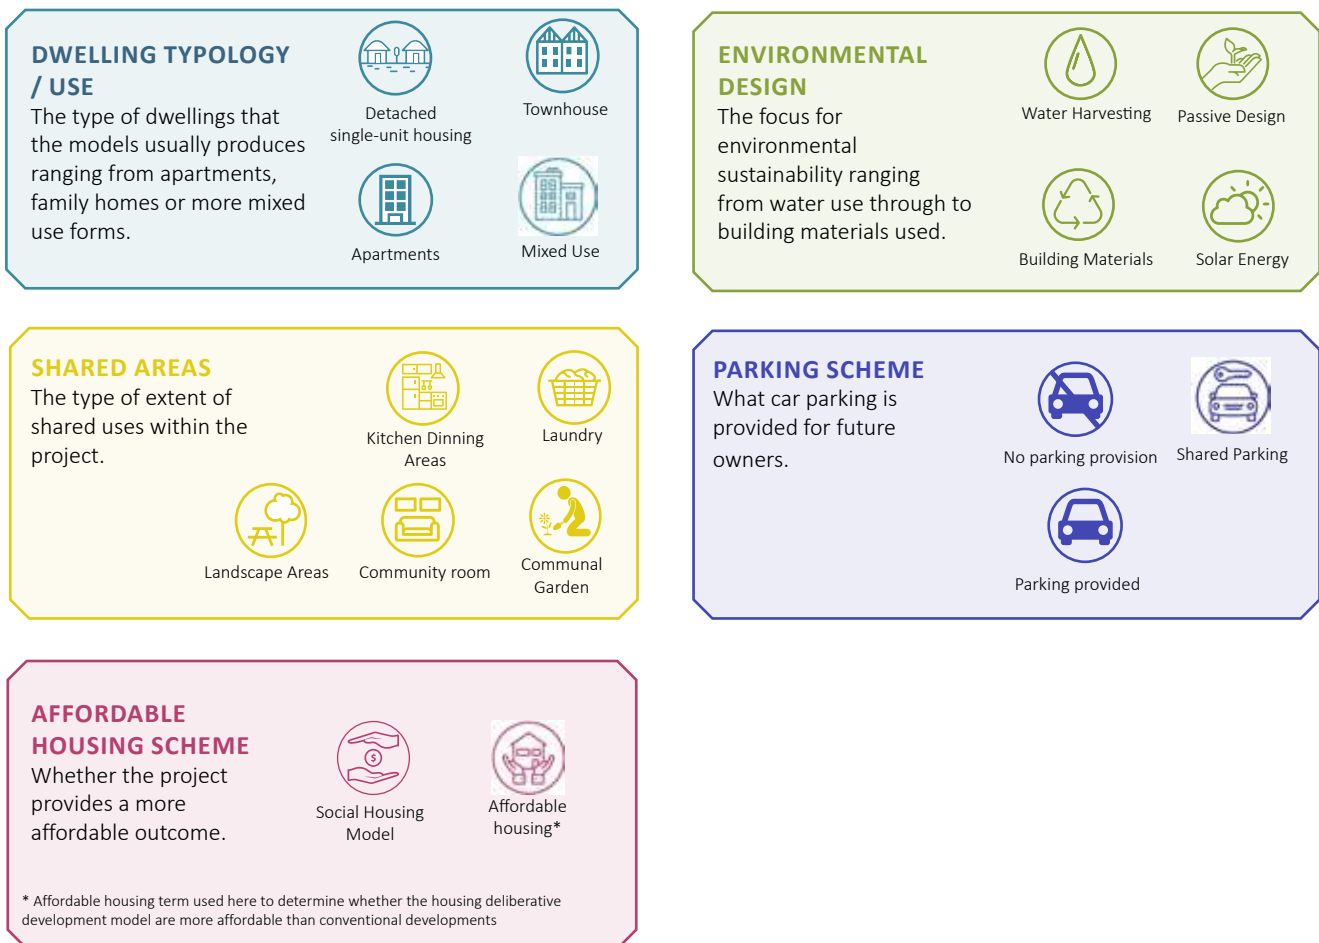 DWELLING TYPOLOGY
/ USE
The type of dwellings that
the models usually produces
ranging from apartments,
family homes or more mixed
use forms.
Detached
single-unit housing
Townhouse
Apartments
Mixed Use
ENVIRONMENTAL
DESIGN
The focus for
environmental
sustainability ranging
from water use through to
building materials used.
Water Harvesting
Passive Design
Building Materials
Solar Energy
SHARED AREAS
The type of extent of
shared uses within the
project.
Kitchen Dinning
Areas
Laundry
Landscape Areas
Community room
Communal
Garden
PARKING SCHEME
What car parking is
provided for future
owners.
No parking provision
Shared Parking
Parking provided
AFFORDABLE
HOUSING SCHEME
Whether the project
provides a more
affordable outcome.
$
Social Housing
Model
Affordable
housing*
* Affordable housing term used here to determine whether the housing deliberative
development model are more affordable than conventional developments